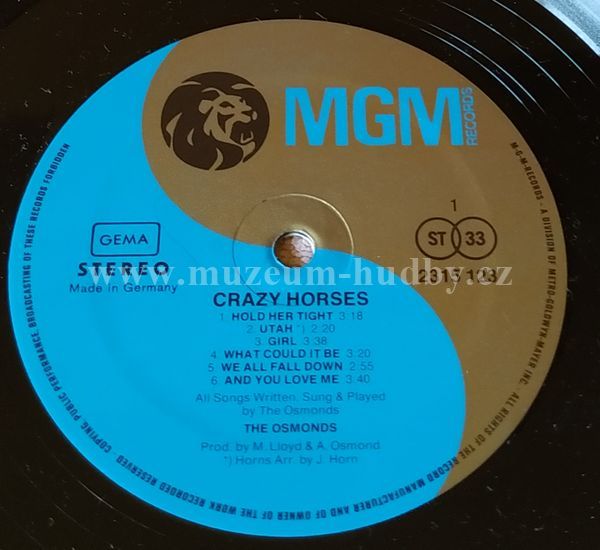 MGM
RECORDS
GEMA
STEREO
Made in Germany
1
ST 33
2315 123
www.muzeum-hudby.cz
CRAZY HORSES
1. HOLD HER TIGHT 3:18
2. UTAH *) 2:20
3. GIRL 3:38
4. WHAT COULD IT BE 3:20
5. WE ALL FALL DOWN 2:55
6. AND YOU LOVE ME 3:40
All Songs Written, Sung & Played
by The Osmonds
THE OSMONDS
Prod. by M. Lloyd & A. Osmond
*) Horns Arr. by J. Horn
M-G-M-RECORDS - A DIVISION OF METRO-GOLDWYN-MAYER INC. - ALL RIGHTS OF THE RECORD MANUFACTURER AND OF OWNER OF THE WORK RECORDED RESERVED - COPYING PUBLIC PERFORMANCE, BROADCASTING OF THESE RECORDS FORBIDDEN